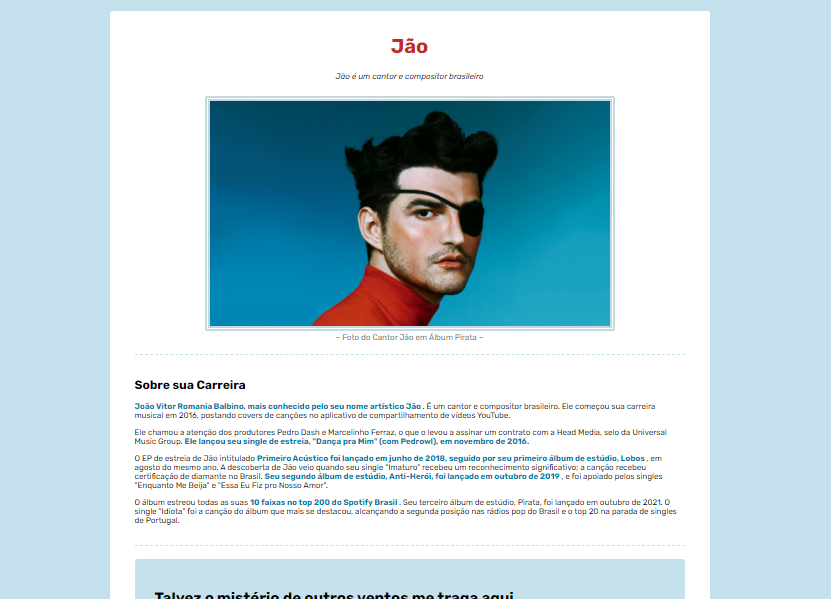 Jão
Jão é um cantor e compositor brasileiro
~ Foto do Cantor Jão em Álbum Pirata ~
Sobre sua Carreira
João Vitor Romania Balbino, mais conhecido pelo seu nome artístico Jão . É um cantor e compositor brasileiro. Ele começou sua carreira
musical em 2016, postando covers de canções no aplicativo de compartilhamento de vídeos YouTube.
Ele chamou a atenção dos produtores Pedro Dash e Marcelinho Ferraz, o que o levou a assinar um contrato com a Head Media, selo da Universal
Music Group. Ele lançou seu single de estreia, "Dança pra Mim" (com Pedrowl), em novembro de 2016.
O EP de estreia de Jão intitulado Primeiro Acústico foi lançado em junho de 2018, seguido por seu primeiro álbum de estúdio, Lobos , em
agosto do mesmo ano. A descoberta de Jão veio quando seu single "Imaturo" recebeu um reconhecimento significativo; a canção recebeu
certificação de diamante no Brasil. Seu segundo álbum de estúdio, Anti-Herói, foi lançado em outubro de 2019 , e foi apoiado pelos singles
"Enquanto Me Beija" e "Essa Eu Fiz pro Nosso Amor".
O álbum estreou todas as suas 10 faixas no top 200 do Spotify Brasil . Seu terceiro álbum de estúdio, Pirata, foi lançado em outubro de 2021. O
single "Idiota" foi a canção do álbum que mais se destacou, alcançando a segunda posição nas rádios pop do Brasil e o top 20 na parada de singles
de Portugal.
Talvez o mistério de outros ventos me traga aqui